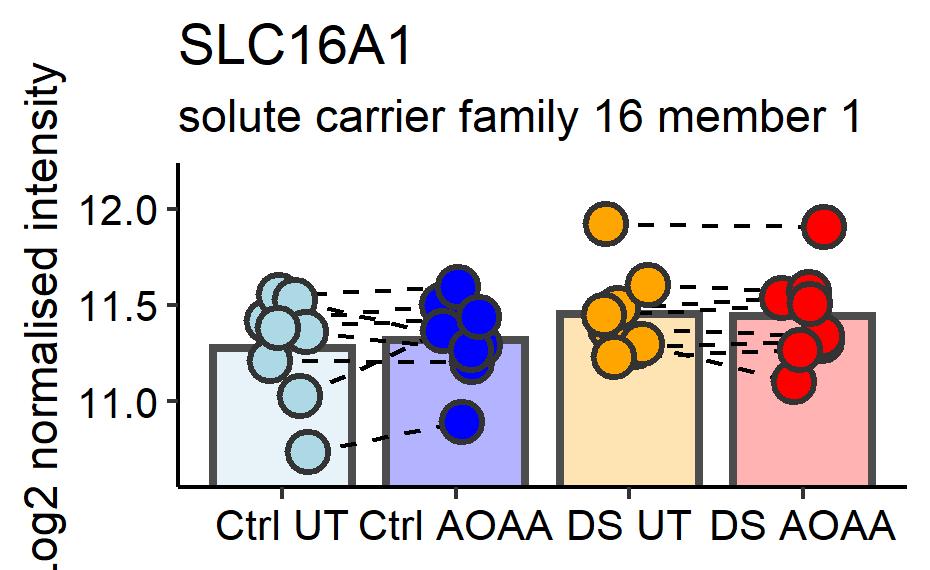 SLC16A1
solute carrier family 16 member 1
Log2 normalised intensity
12.0
11.5
11.0
Ctrl UT
Ctrl AOAA
DS UT
DS AOAA